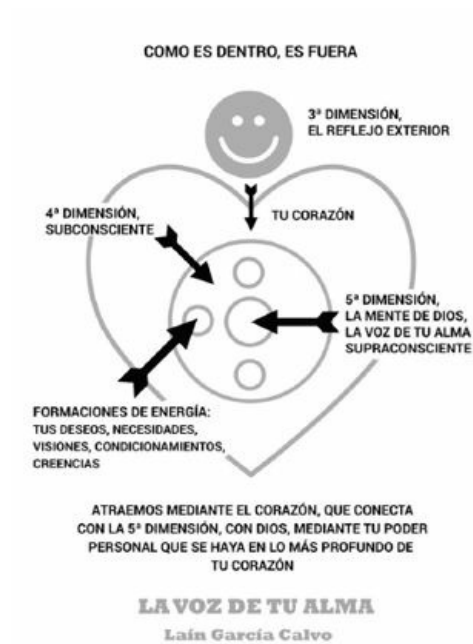 COMO ES DENTRO, ES FUERA
3ª DIMENSIÓN,
EL REFLEJO EXTERIOR
TU CORAZÓN
4ª DIMENSIÓN,
SUBCONSCIENTE
5ª DIMENSIÓN,
LA MENTE DE DIOS,
LA VOZ DE TU ALMA
SUPRACONSCIENTE
FORMACIONES DE ENERGÍA:
TUS DESEOS, NECESIDADES,
VISIONES, CONDICIONAMIENTOS,
CREENCIAS
ATRAEMOS MEDIANTE EL CORAZÓN, QUE CONECTA
CON LA 5ª DIMENSIÓN, CON DIOS, MEDIANTE TU PODER
PERSONAL QUE SE HAYA EN LO MÁS PROFUNDO DE
TU CORAZÓN
LA VOZ DE TU ALMA
Laín García Calvo